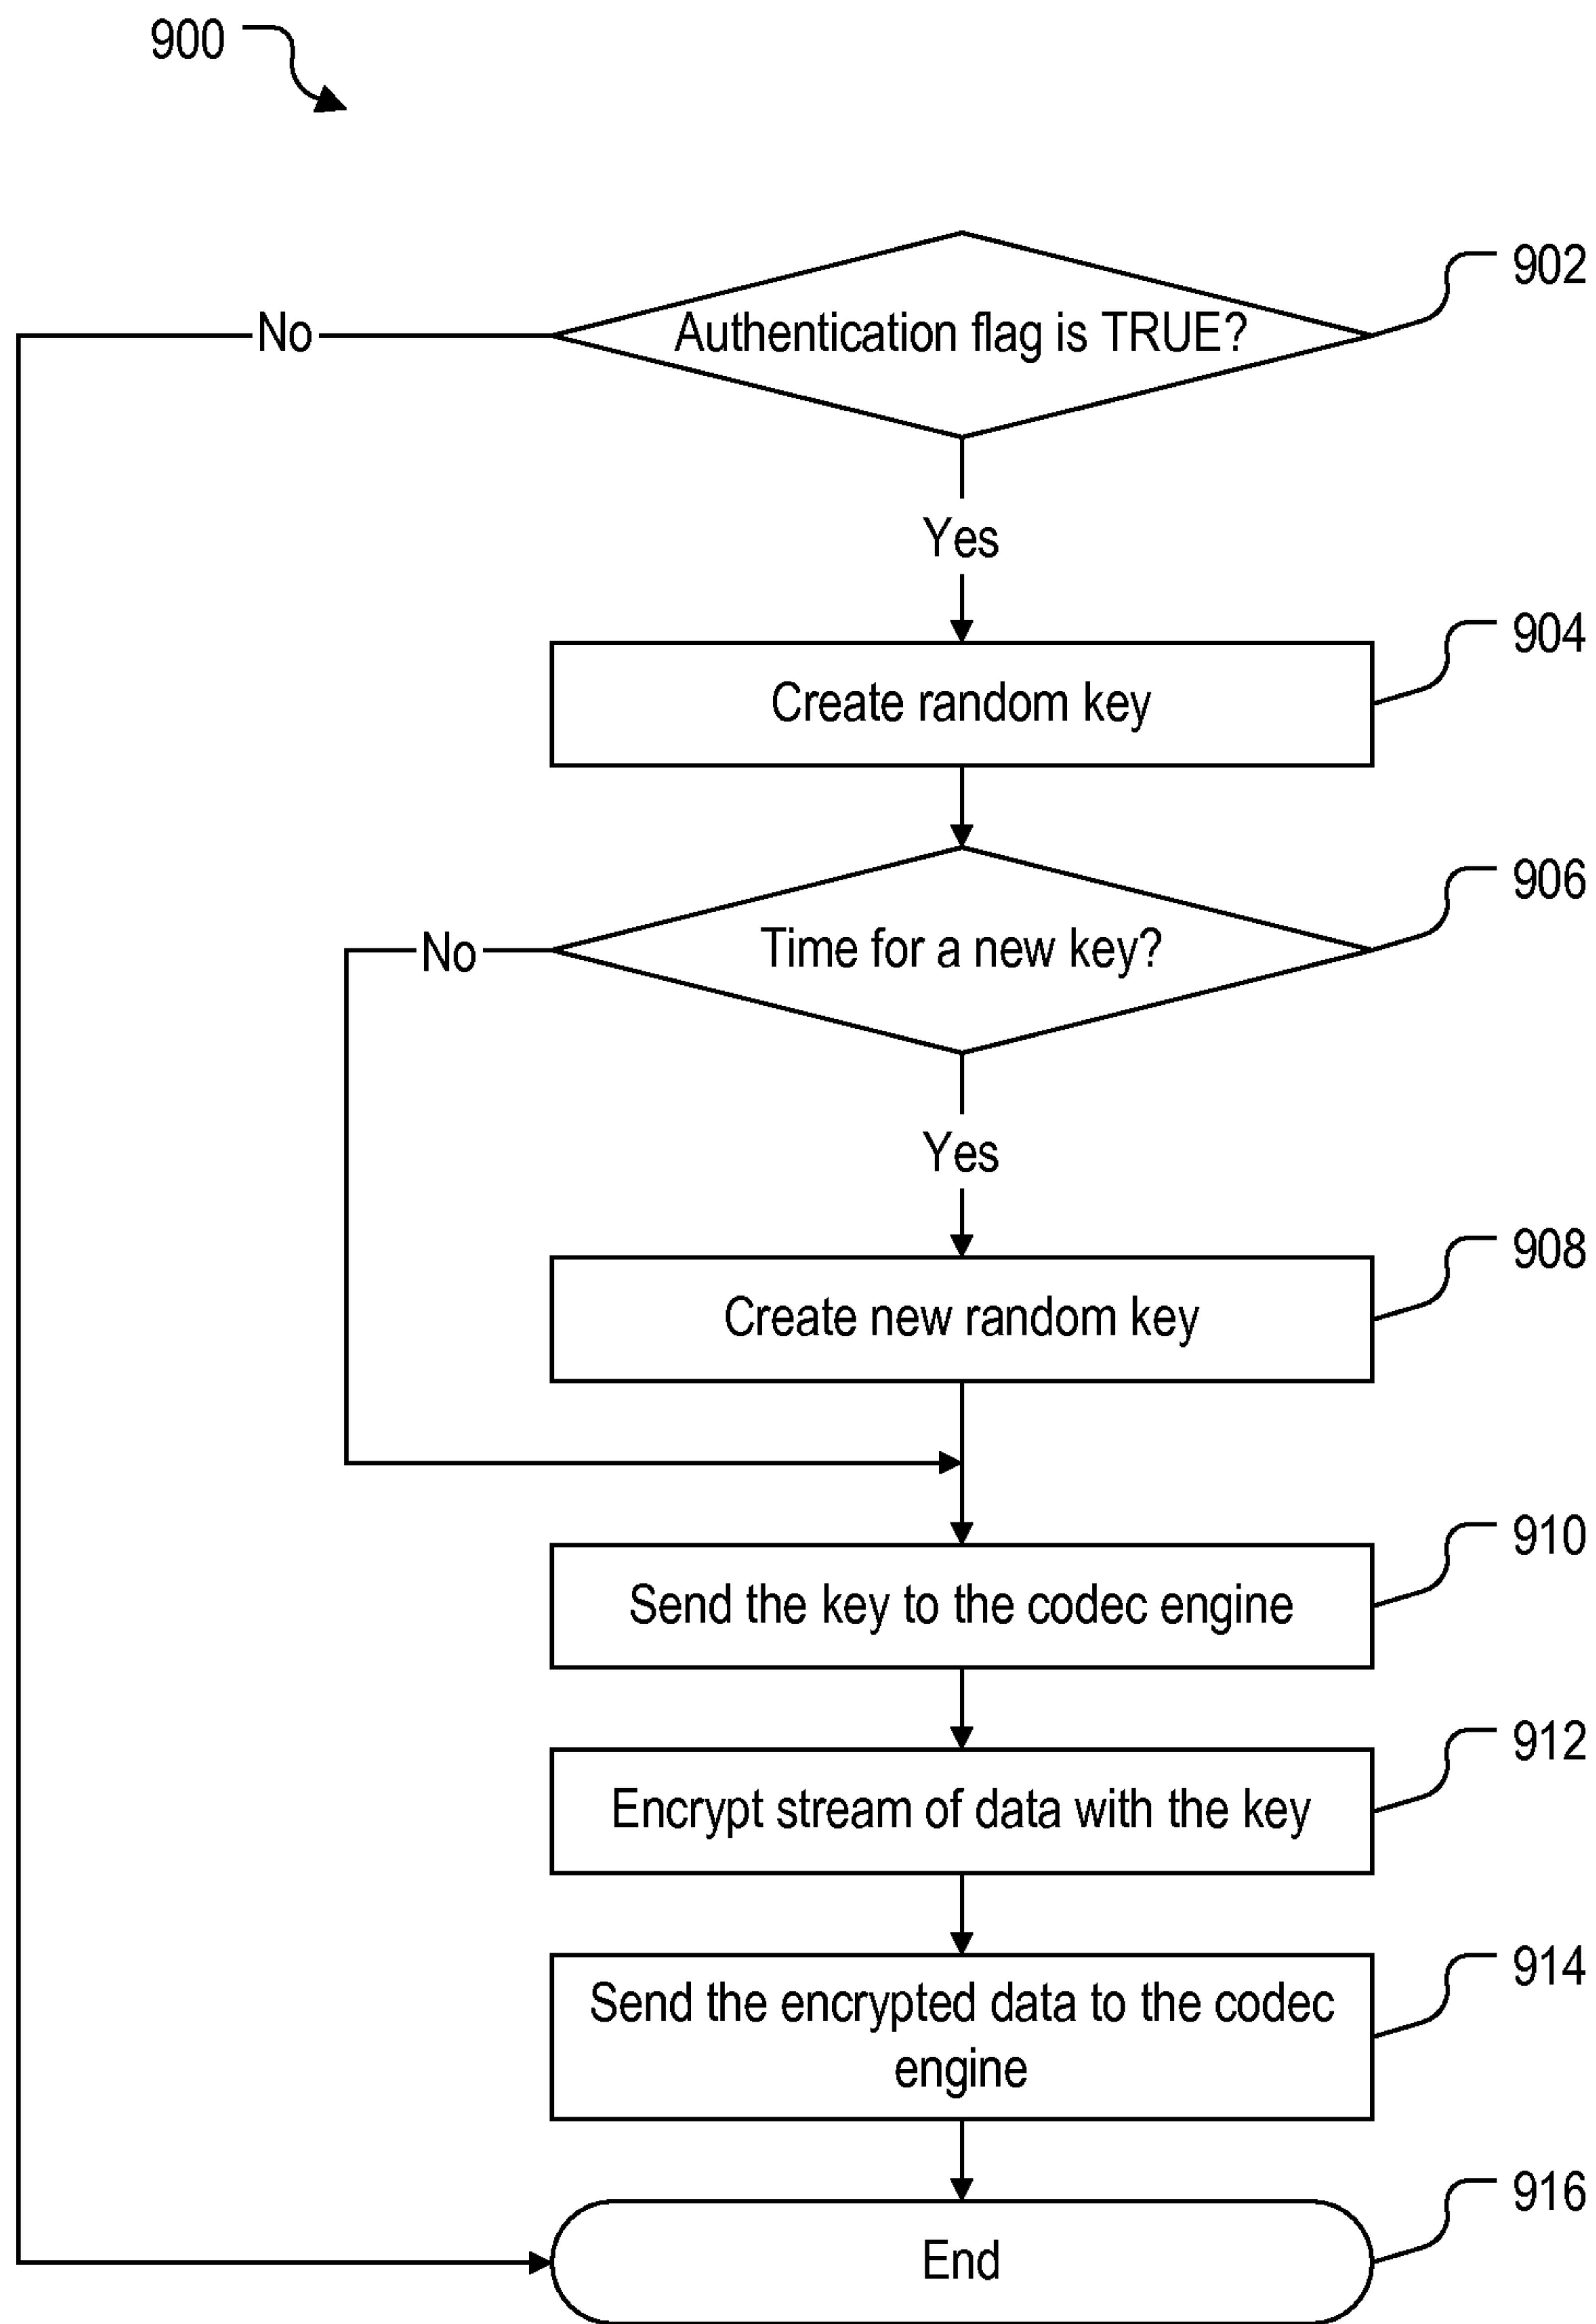 900
902
No
Authentication flag is TRUE?
Yes
904
Create random key
906
No
Time for a new key?
Yes
908
Create new random key
910
Send the key to the codec engine
912
Encrypt stream of data with the key
914
Send the encrypted data to the codec
engine
916
End